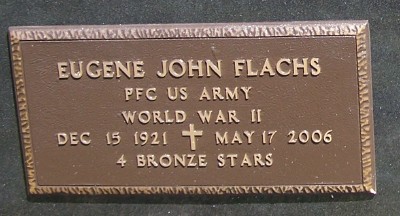 EUGENE JOHN FLACHS
PFC US ARMY
WORLD WAR II
DEC 15 1921 MAY 17 2006
4 BRONZE STARS